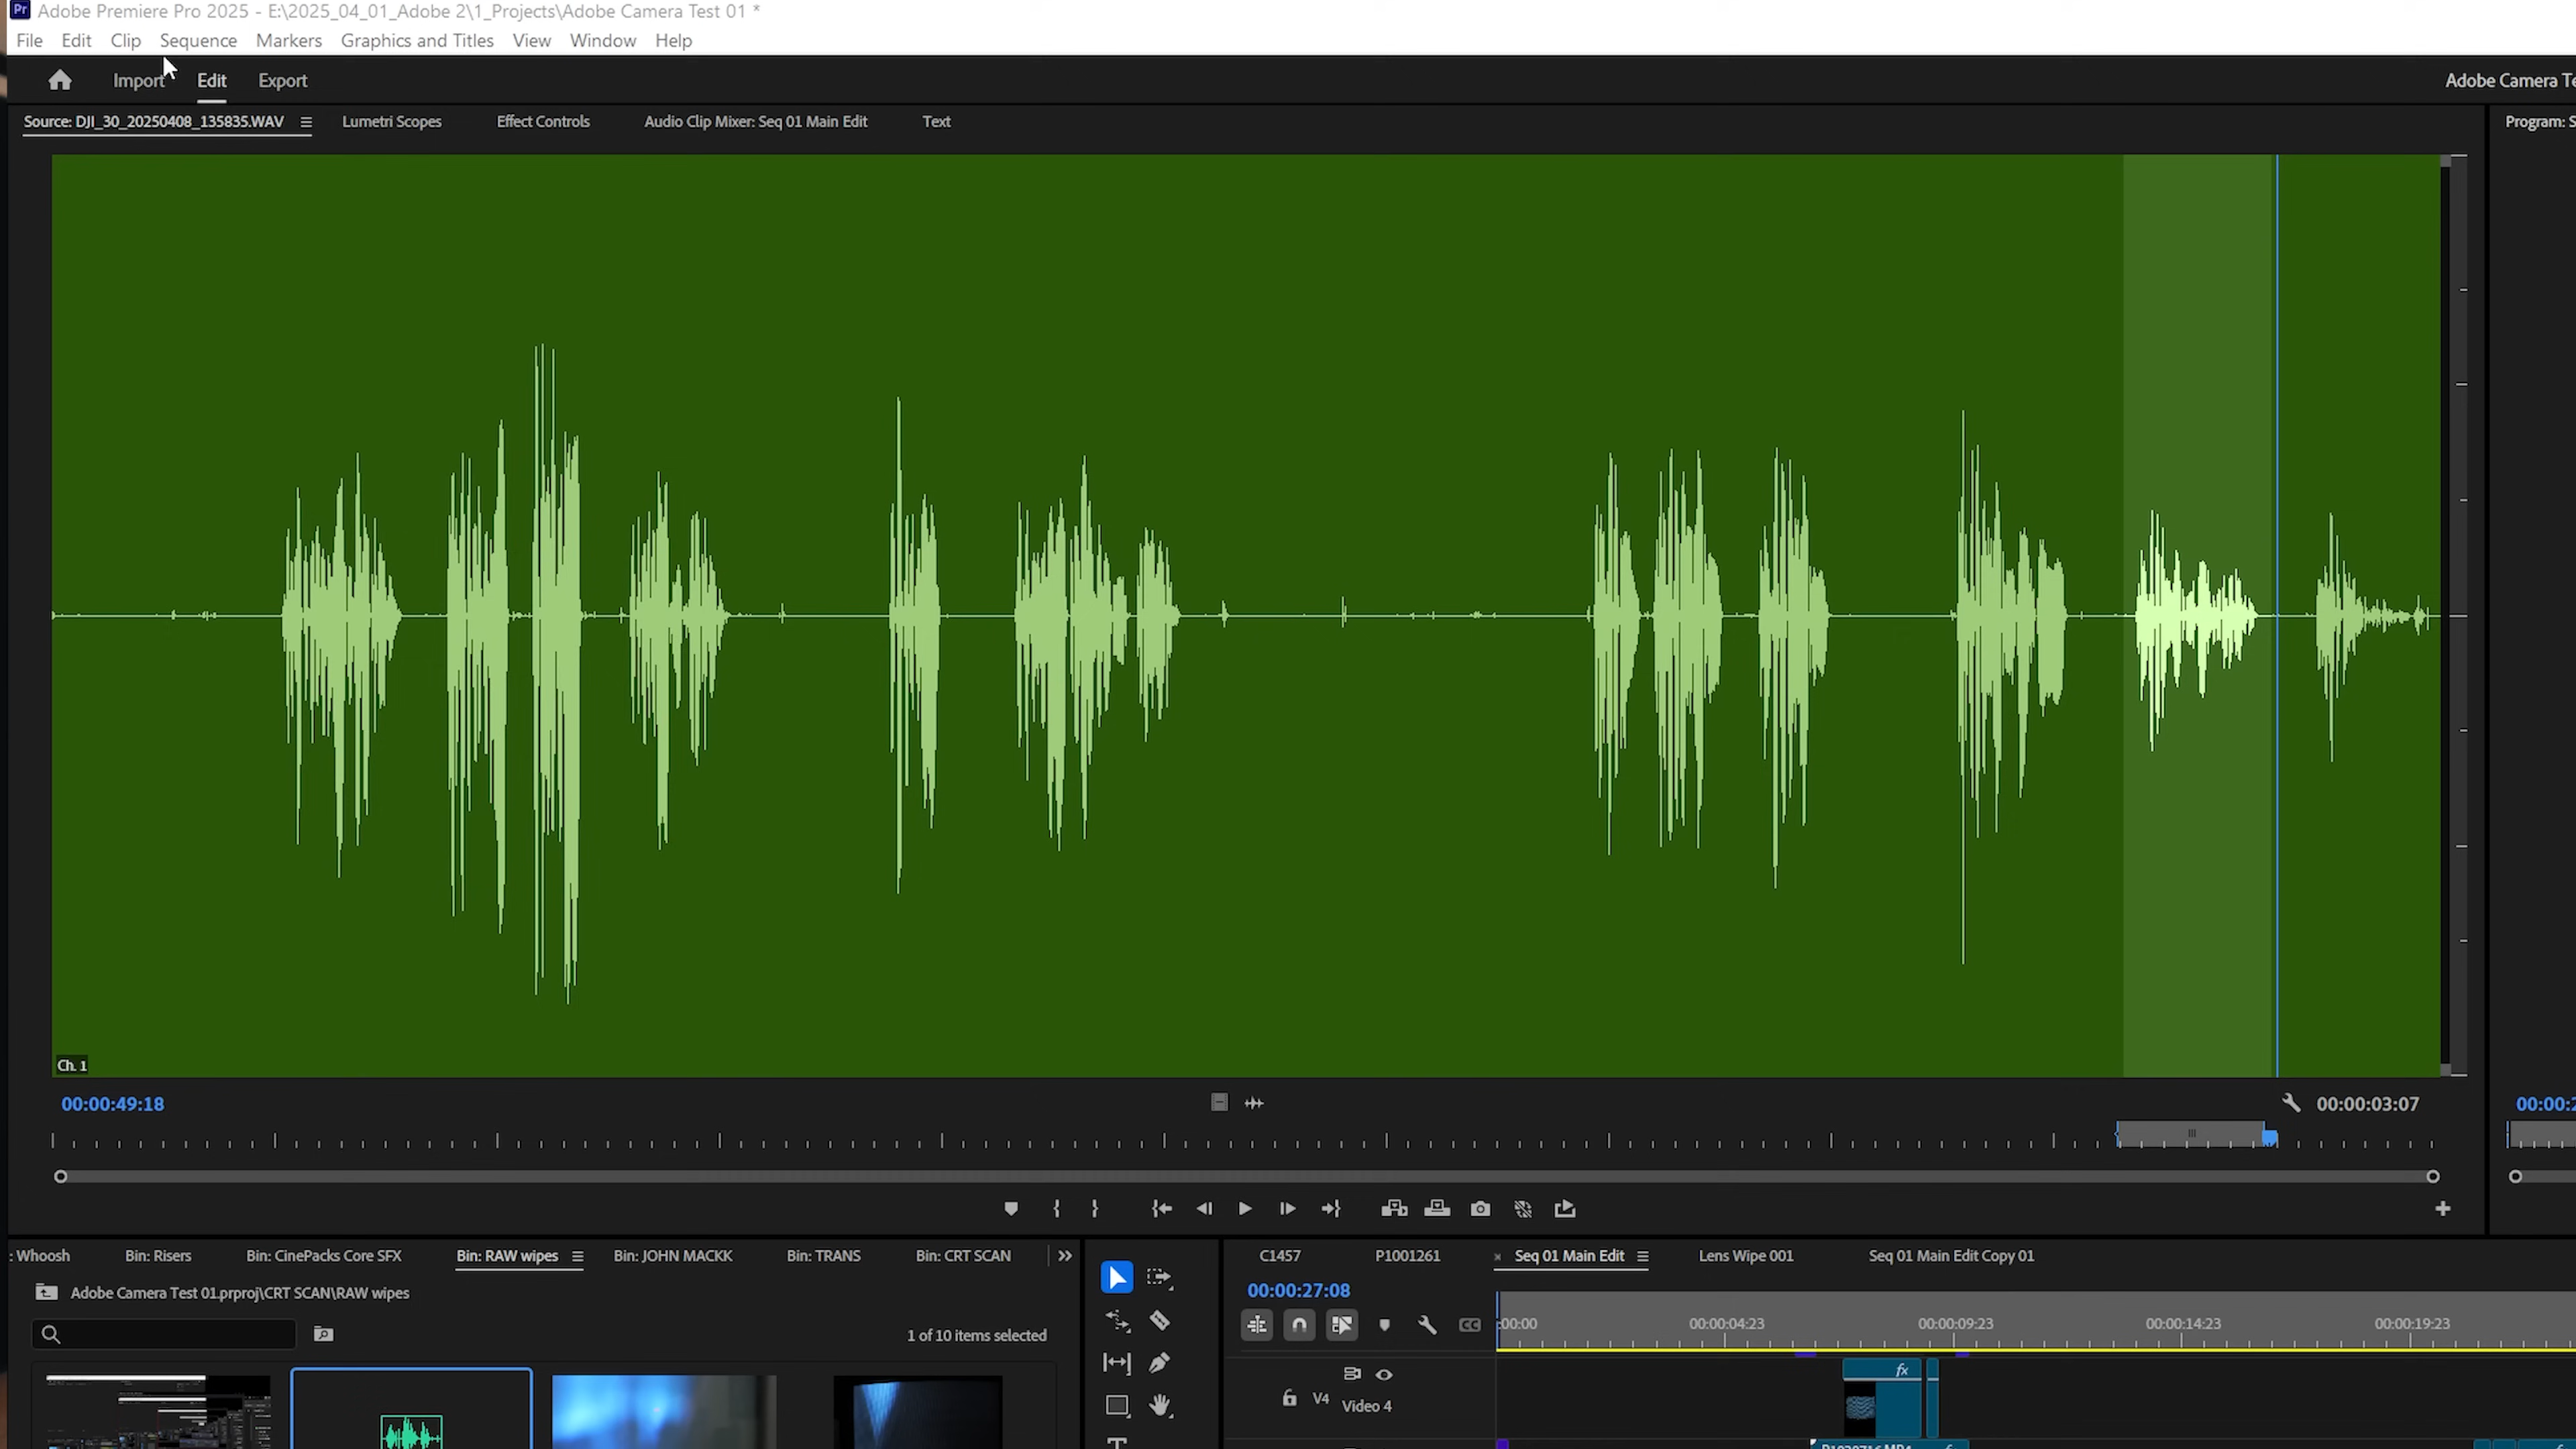 Pr Adobe Premiere Pro 2025 - E:\2025_04_01_Adobe 2\1_Projects\Adobe Camera Test 01 *
File Edit Clip Sequence Markers Graphics and Titles View Window Help
Import Edit Export Adobe Camera Te
Source: DJI_30_20250408_135835.WAV Lumetri Scopes Effect Controls Audio Clip Mixer: Seq 01 Main Edit Text Program: S
Ch. 1
00:00:49:18 00:00:03:07 00:00:2
: Whoosh Bin: Risers Bin: CinePacks Core SFX Bin: RAW wipes Bin: JOHN MACKK Bin: TRANS Bin: CRT SCAN
C1457 P1001261 × Seq 01 Main Edit Lens Wipe 001 Seq 01 Main Edit Copy 01
Adobe Camera Test 01.prproj\CRT SCAN\RAW wipes
00:00:27:08
1 of 10 items selected
CC
:00:00 00:00:04:23 00:00:09:23 00:00:14:23 00:00:19:23
fx
V4 Video 4